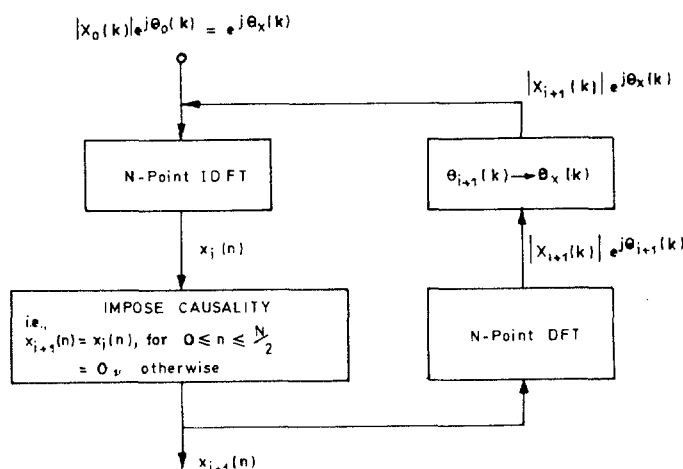 |X₀(k)|e^jθ₀(k) = e^jθₓ(k)
|Xᵢ₊₁(k)| e^jθₓ(k)
N-Point IDFT
θᵢ₊₁(k)→θₓ(k)
xᵢ(n)
|Xᵢ₊₁(k)| e^jθᵢ₊₁(k)
IMPOSE CAUSALITY
i.e.,
xᵢ₊₁(n) = xᵢ(n), for 0 ≤ n ≤ N/2
= 0, otherwise
N-Point DFT
xᵢ₊₁(n)